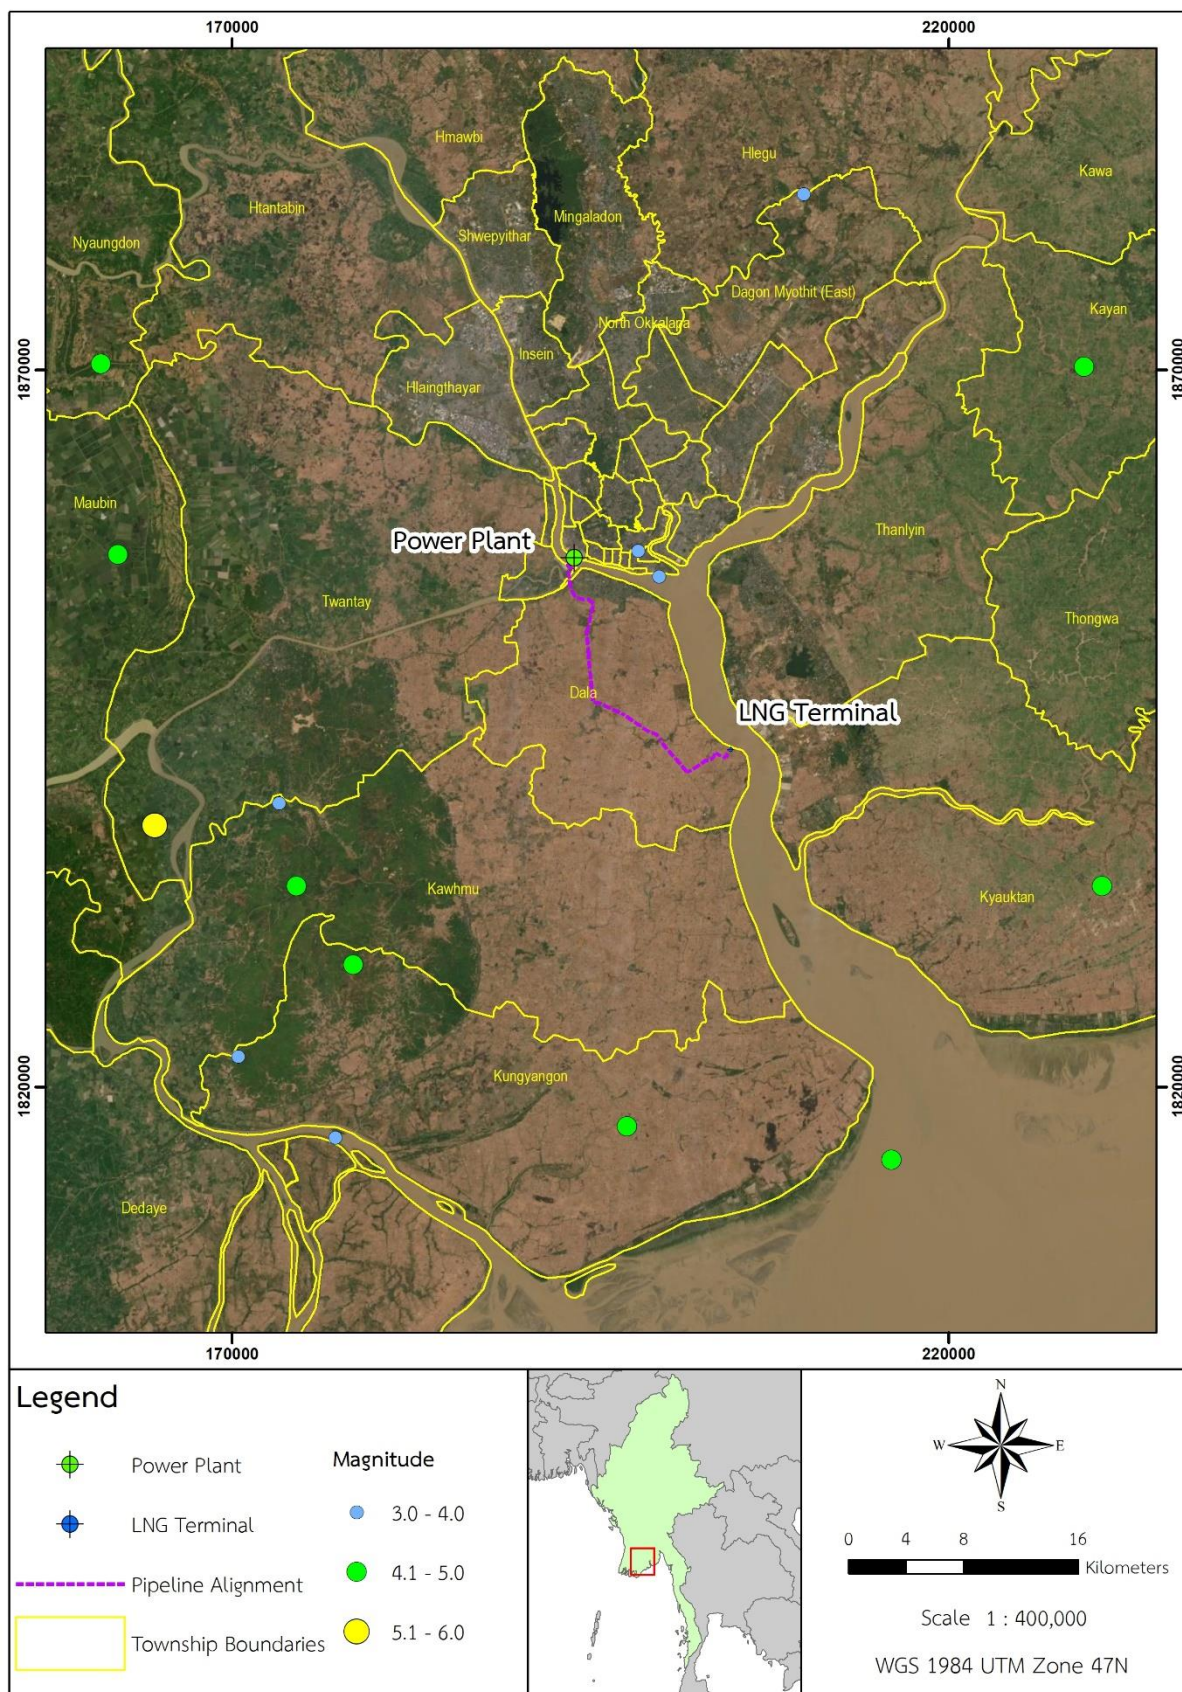 170000
220000
Hmawbi
Hlegu
Kawa
Htantabin
Mingaladon
Shwepyithar
Nyaungdon
Dagon Myothit (East)
Kayan
North Okkalapa
Insein
1870000
1870000
Hlaingthayar
Maubin
Thanlyin
Power Plant
Twantay
Thongwa
Dala
LNG Terminal
Kawhmu
Kyauktan
Kungyangon
1820000
1820000
Dedaye
170000
220000
Legend
Power Plant
LNG Terminal
Pipeline Alignment
Township Boundaries
Magnitude
3.0 - 4.0
4.1 - 5.0
5.1 - 6.0
N
W
E
S
0 4 8 16
Kilometers
Scale 1 : 400,000
WGS 1984 UTM Zone 47N